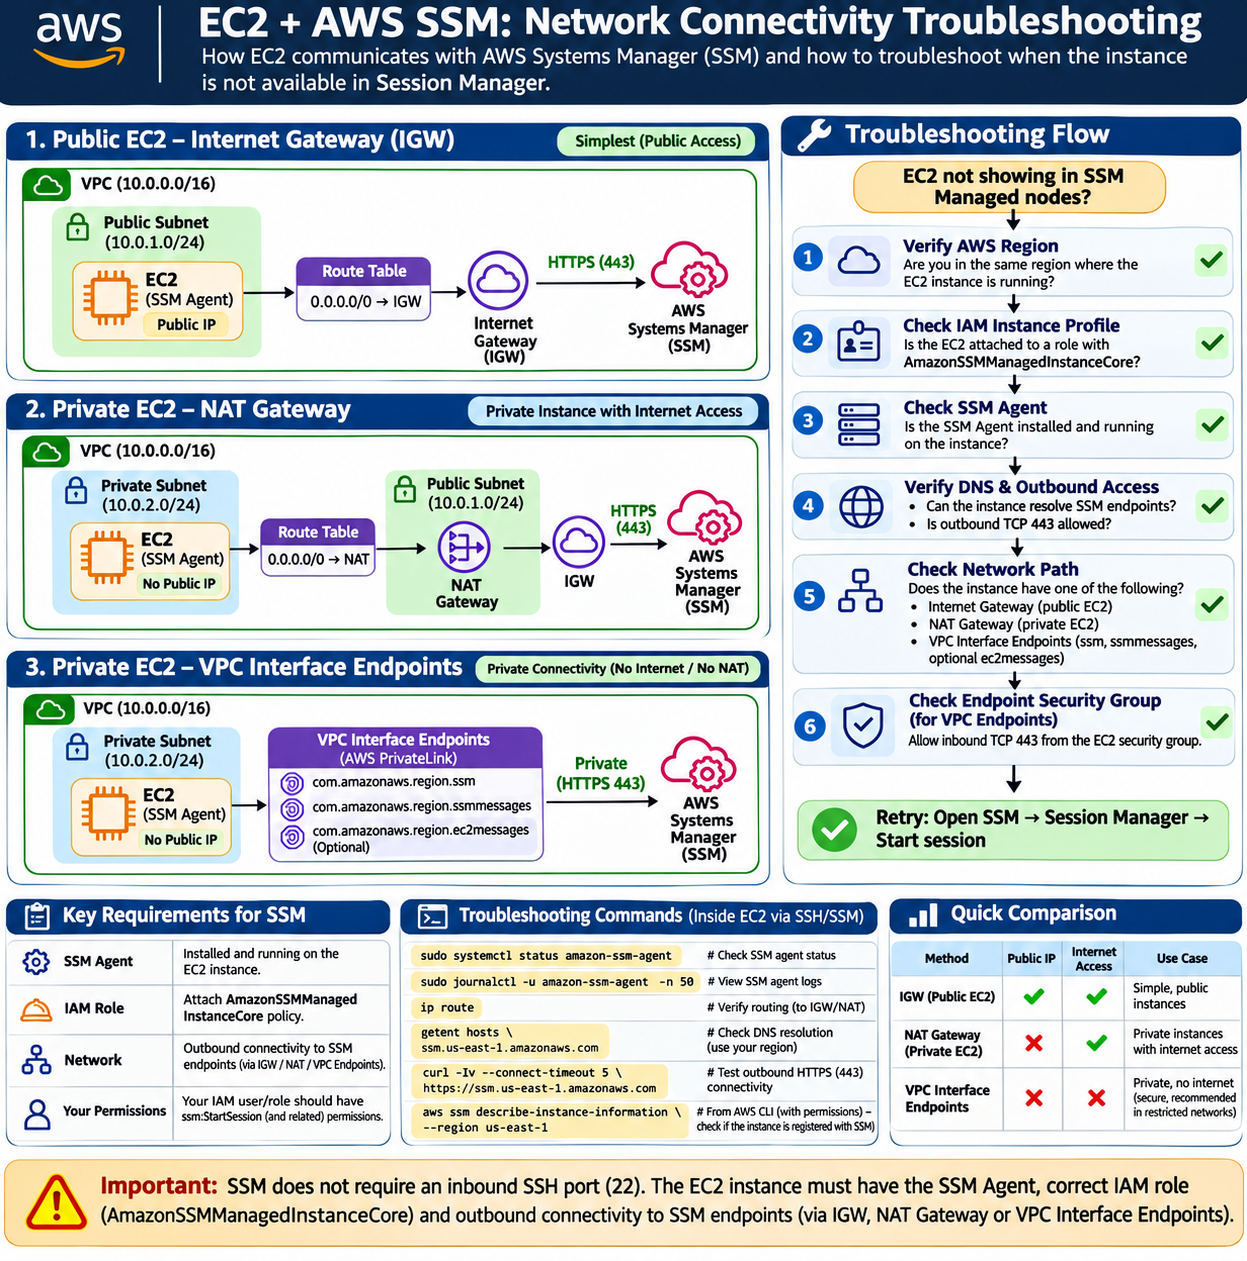 aws
EC2 + AWS SSM: Network Connectivity Troubleshooting
How EC2 communicates with AWS Systems Manager (SSM) and how to troubleshoot when the instance
is not available in Session Manager.
1. Public EC2 – Internet Gateway (IGW)
Simplest (Public Access)
VPC (10.0.0.0/16)
Public Subnet
(10.0.1.0/24)
EC2
(SSM Agent)
Public IP
Route Table
0.0.0.0/0 → IGW
Internet
Gateway
(IGW)
HTTPS (443)
AWS
Systems Manager
(SSM)
2. Private EC2 – NAT Gateway
Private Instance with Internet Access
VPC (10.0.0.0/16)
Private Subnet
(10.0.2.0/24)
EC2
(SSM Agent)
No Public IP
Route Table
0.0.0.0/0 → NAT
Public Subnet
(10.0.1.0/24)
NAT
Gateway
IGW
HTTPS
(443)
AWS
Systems
Manager
(SSM)
3. Private EC2 – VPC Interface Endpoints
Private Connectivity (No Internet / No NAT)
VPC (10.0.0.0/16)
Private Subnet
(10.0.2.0/24)
EC2
(SSM Agent)
No Public IP
VPC Interface Endpoints
(AWS PrivateLink)
com.amazonaws.region.ssm
com.amazonaws.region.ssmmessages
com.amazonaws.region.ec2messages
(Optional)
Private
(HTTPS 443)
AWS
Systems
Manager
(SSM)
Troubleshooting Flow
EC2 not showing in SSM
Managed nodes?
1
Verify AWS Region
Are you in the same region where the
EC2 instance is running?
2
Check IAM Instance Profile
Is the EC2 attached to a role with
AmazonSSMManagedInstanceCore?
3
Check SSM Agent
Is the SSM Agent installed and running
on the instance?
4
Verify DNS & Outbound Access
• Can the instance resolve SSM endpoints?
• Is outbound TCP 443 allowed?
5
Check Network Path
Does the instance have one of the following?
• Internet Gateway (public EC2)
• NAT Gateway (private EC2)
• VPC Interface Endpoints (ssm, ssmmessages,
optional ec2messages)
6
Check Endpoint Security Group
(for VPC Endpoints)
Allow inbound TCP 443 from the EC2 security group.
Retry: Open SSM → Session Manager →
Start session
Key Requirements for SSM
SSM Agent
Installed and running on the
EC2 instance.
IAM Role
Attach AmazonSSMManaged
InstanceCore policy.
Network
Outbound connectivity to SSM
endpoints (via IGW / NAT / VPC Endpoints).
Your Permissions
Your IAM user/role should have
ssm:StartSession (and related) permissions.
Troubleshooting Commands (Inside EC2 via SSH/SSM)
sudo systemctl status amazon-ssm-agent
# Check SSM agent status
sudo journalctl -u amazon-ssm-agent -n 50
# View SSM agent logs
ip route
# Verify routing (to IGW/NAT)
getent hosts \
ssm.us-east-1.amazonaws.com
# Check DNS resolution
(use your region)
curl -Iv --connect-timeout 5 \
https://ssm.us-east-1.amazonaws.com
# Test outbound HTTPS (443)
connectivity
aws ssm describe-instance-information \
--region us-east-1
# From AWS CLI (with permissions) –
check if the instance is registered with SSM)
Quick Comparison
Method
Public IP
Internet
Access
Use Case
IGW (Public EC2)
Simple, public
instances
NAT Gateway
(Private EC2)
Private instances
with internet access
VPC Interface
Endpoints
Private, no internet
(secure, recommended
in restricted networks)
Important: SSM does not require an inbound SSH port (22). The EC2 instance must have the SSM Agent, correct IAM role
(AmazonSSMManagedInstanceCore) and outbound connectivity to SSM endpoints (via IGW, NAT Gateway or VPC Interface Endpoints).